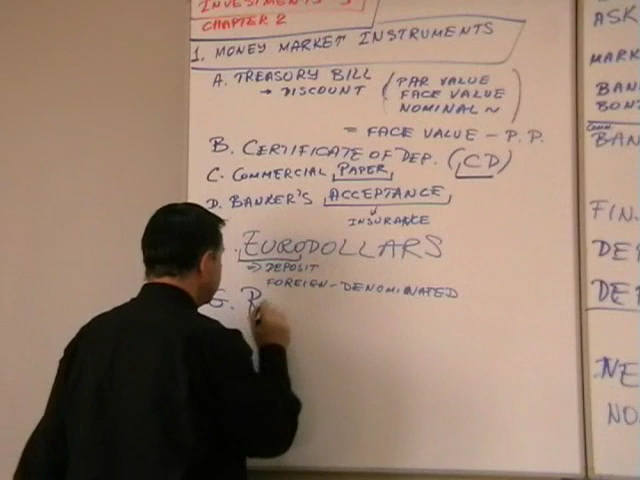 INVESTMENTS
CHAPTER 2
1. MONEY MARKET INSTRUMENTS
A. TREASURY BILL
→ DISCOUNT
(PAR VALUE
FACE VALUE
NOMINAL ~)
= FACE VALUE - P.P.
B. CERTIFICATE OF DEP. (CD)
C. COMMERCIAL PAPER
D. BANKER'S ACCEPTANCE
INSURANCE
EURODOLLARS
=> DEPOSIT
FOREIGN-DENOMINATED
ASK
MARK
BAN
BON
BAN
FIN.
DE
DE
NE
NO